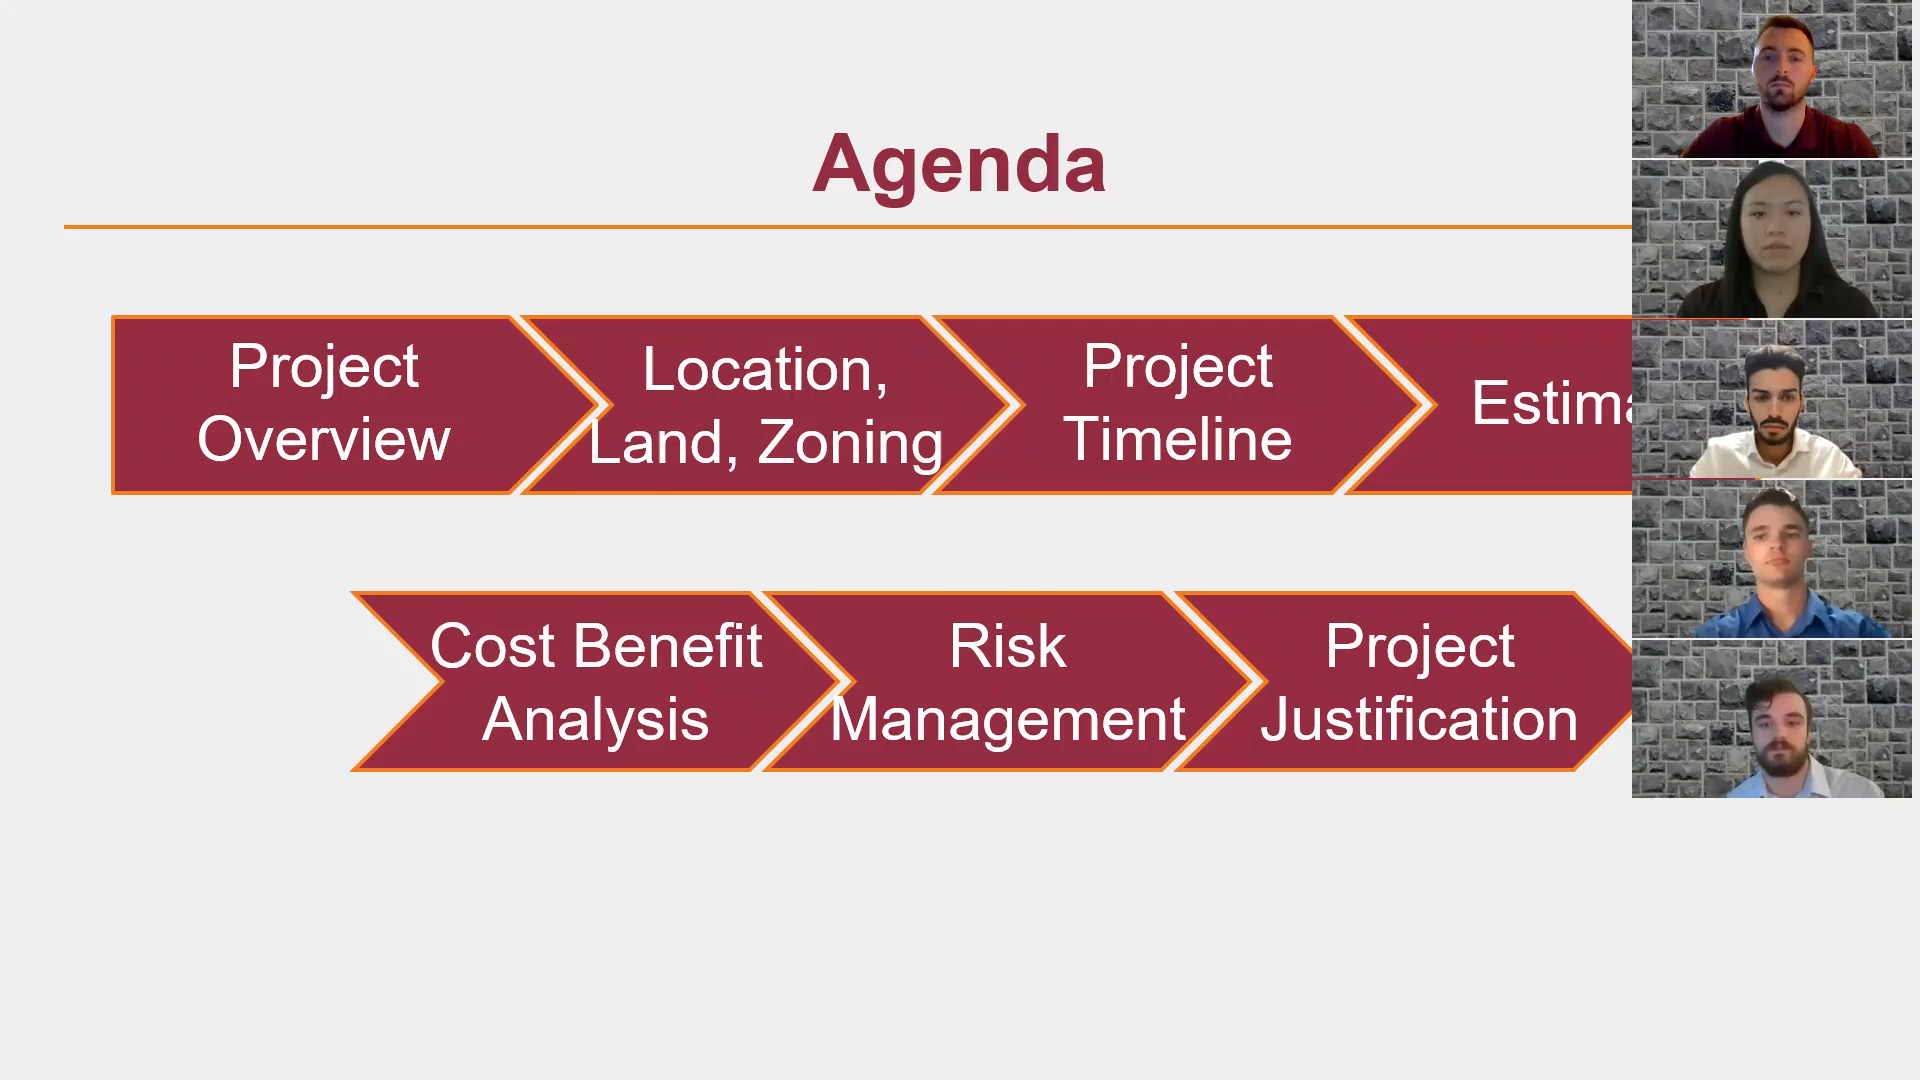 Agenda
Project
Overview
Location,
Land, Zoning
Project
Timeline
Cost Benefit
Analysis
Risk
Management
Project
Justification